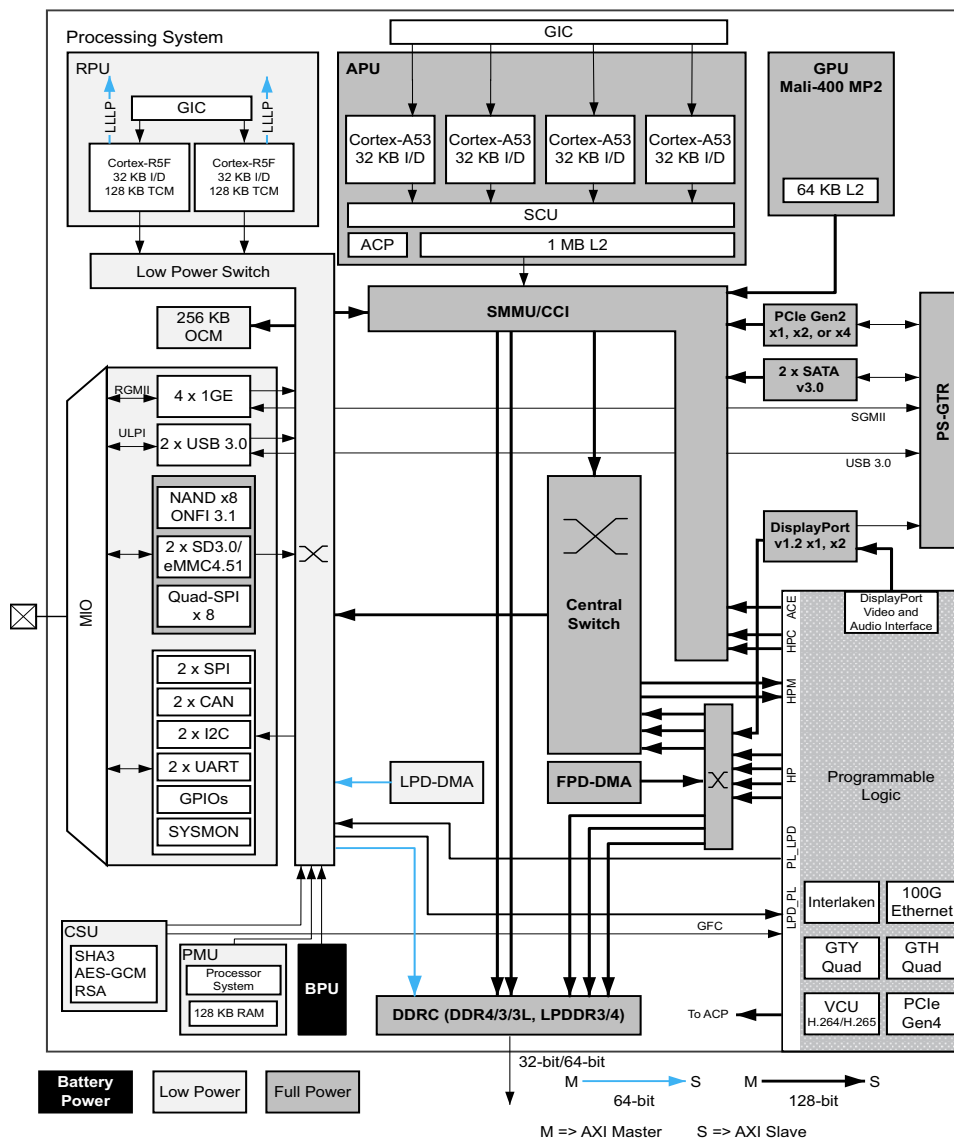 Processing System
RPU
LLLP
GIC
LLLP
Cortex-R5F
32 KB I/D
128 KB TCM
Cortex-R5F
32 KB I/D
128 KB TCM
GIC
APU
Cortex-A53
32 KB I/D
Cortex-A53
32 KB I/D
Cortex-A53
32 KB I/D
Cortex-A53
32 KB I/D
SCU
ACP
1 MB L2
GPU
Mali-400 MP2
64 KB L2
Low Power Switch
256 KB
OCM
SMMU/CCI
PCIe Gen2
x1, x2, or x4
2 x SATA
v3.0
PS-GTR
SGMII
USB 3.0
MIO
RGMII
4 x 1GE
ULPI
2 x USB 3.0
NAND x8
ONFI 3.1
2 x SD3.0/
eMMC4.51
Quad-SPI
x 8
2 x SPI
2 x CAN
2 x I2C
2 x UART
GPIOs
SYSMON
Central
Switch
DisplayPort
v1.2 x1, x2
DisplayPort
Video and
Audio Interface
ACE
HPC
HPM
HP
PL_LPD
LPD_PL
LPD-DMA
FPD-DMA
Programmable
Logic
Interlaken
100G
Ethernet
GTY
Quad
GTH
Quad
VCU
H.264/H.265
PCIe
Gen4
GFC
CSU
SHA3
AES-GCM
RSA
PMU
Processor
System
128 KB RAM
BPU
DDRC (DDR4/3/3L, LPDDR3/4)
To ACP
32-bit/64-bit
Battery
Power
Low Power
Full Power
M
S
64-bit
M
S
128-bit
M => AXI Master
S => AXI Slave